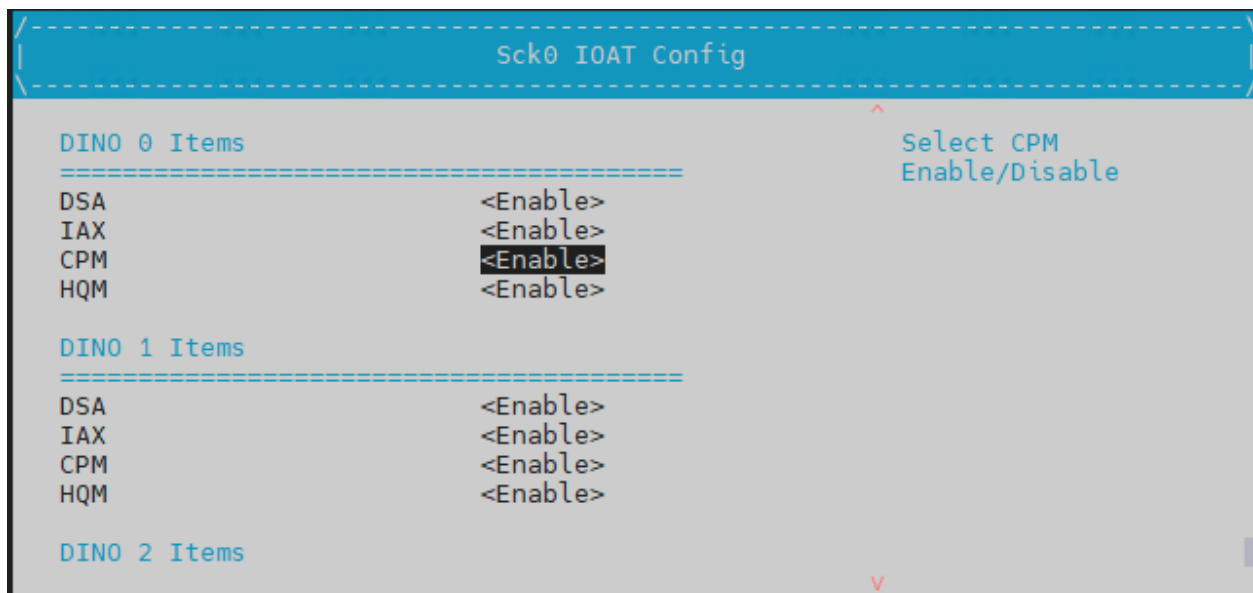 /------------------------------------------------------------------------------\
|                              Sck0 IOAT Config                                |
\------------------------------------------------------------------------------/
^
DINO 0 Items Select CPM
======================================== Enable/Disable
DSA <Enable>
IAX <Enable>
CPM <Enable>
HQM <Enable>
DINO 1 Items
========================================
DSA <Enable>
IAX <Enable>
CPM <Enable>
HQM <Enable>
DINO 2 Items
v